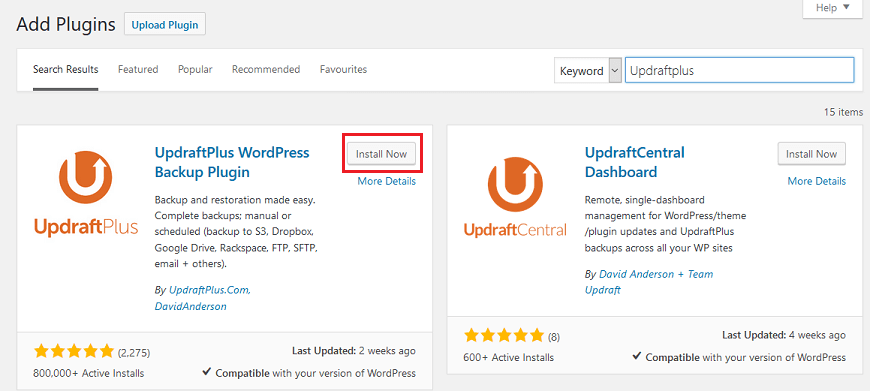 Help
Add Plugins Upload Plugin
Search Results Featured Popular Recommended Favourites Keyword Updraftplus
15 items
UpdraftPlus
UpdraftPlus WordPress
Backup Plugin
Install Now
More Details
Backup and restoration made easy.
Complete backups; manual or
scheduled (backup to S3, Dropbox,
Google Drive, Rackspace, FTP, SFTP,
email + others).
By UpdraftPlus.Com,
DavidAnderson
(2,275)
800,000+ Active Installs
Last Updated: 2 weeks ago
Compatible with your version of WordPress
UpdraftCentral
UpdraftCentral
Dashboard
Install Now
More Details
Remote, single-dashboard
management for WordPress/theme
/plugin updates and UpdraftPlus
backups across all your WP sites
By David Anderson + Team
Updraft
(8)
600+ Active Installs
Last Updated: 4 weeks ago
Compatible with your version of WordPress